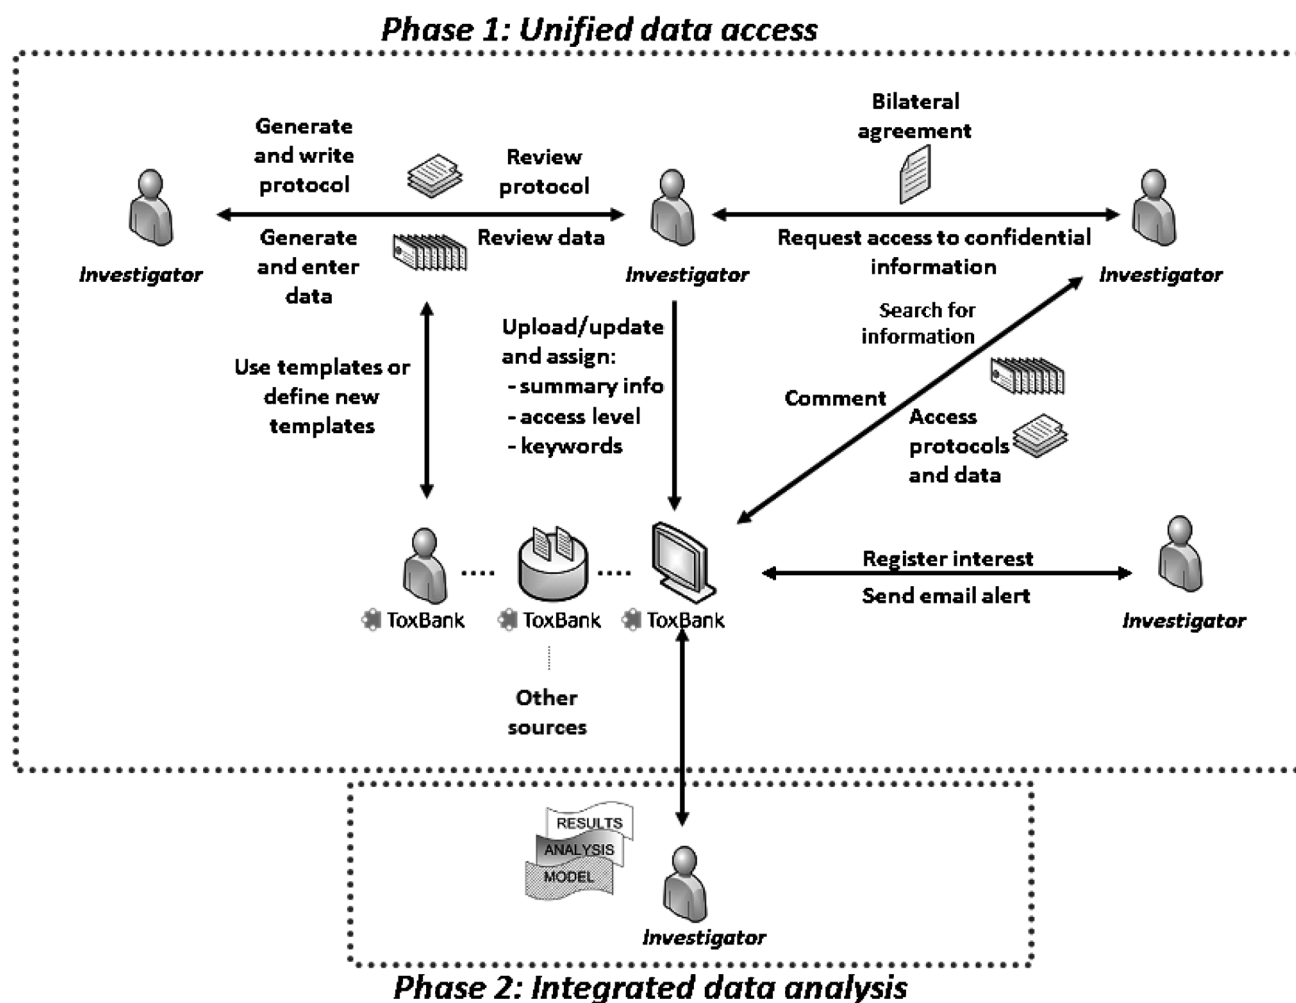 Phase 1: Unified data access
Generate
and write
protocol
Review
protocol
Bilateral
agreement
Generate
and enter
data
Review data
Request access to confidential
information
Investigator
Investigator
Investigator
Use templates or
define new
templates
Upload/update
and assign:
- summary info
- access level
- keywords
Search for
information
Comment
Access
protocols
and data
Register interest
Send email alert
Investigator
ToxBank
ToxBank
ToxBank
Other
sources
RESULTS
ANALYSIS
MODEL
Investigator
Phase 2: Integrated data analysis